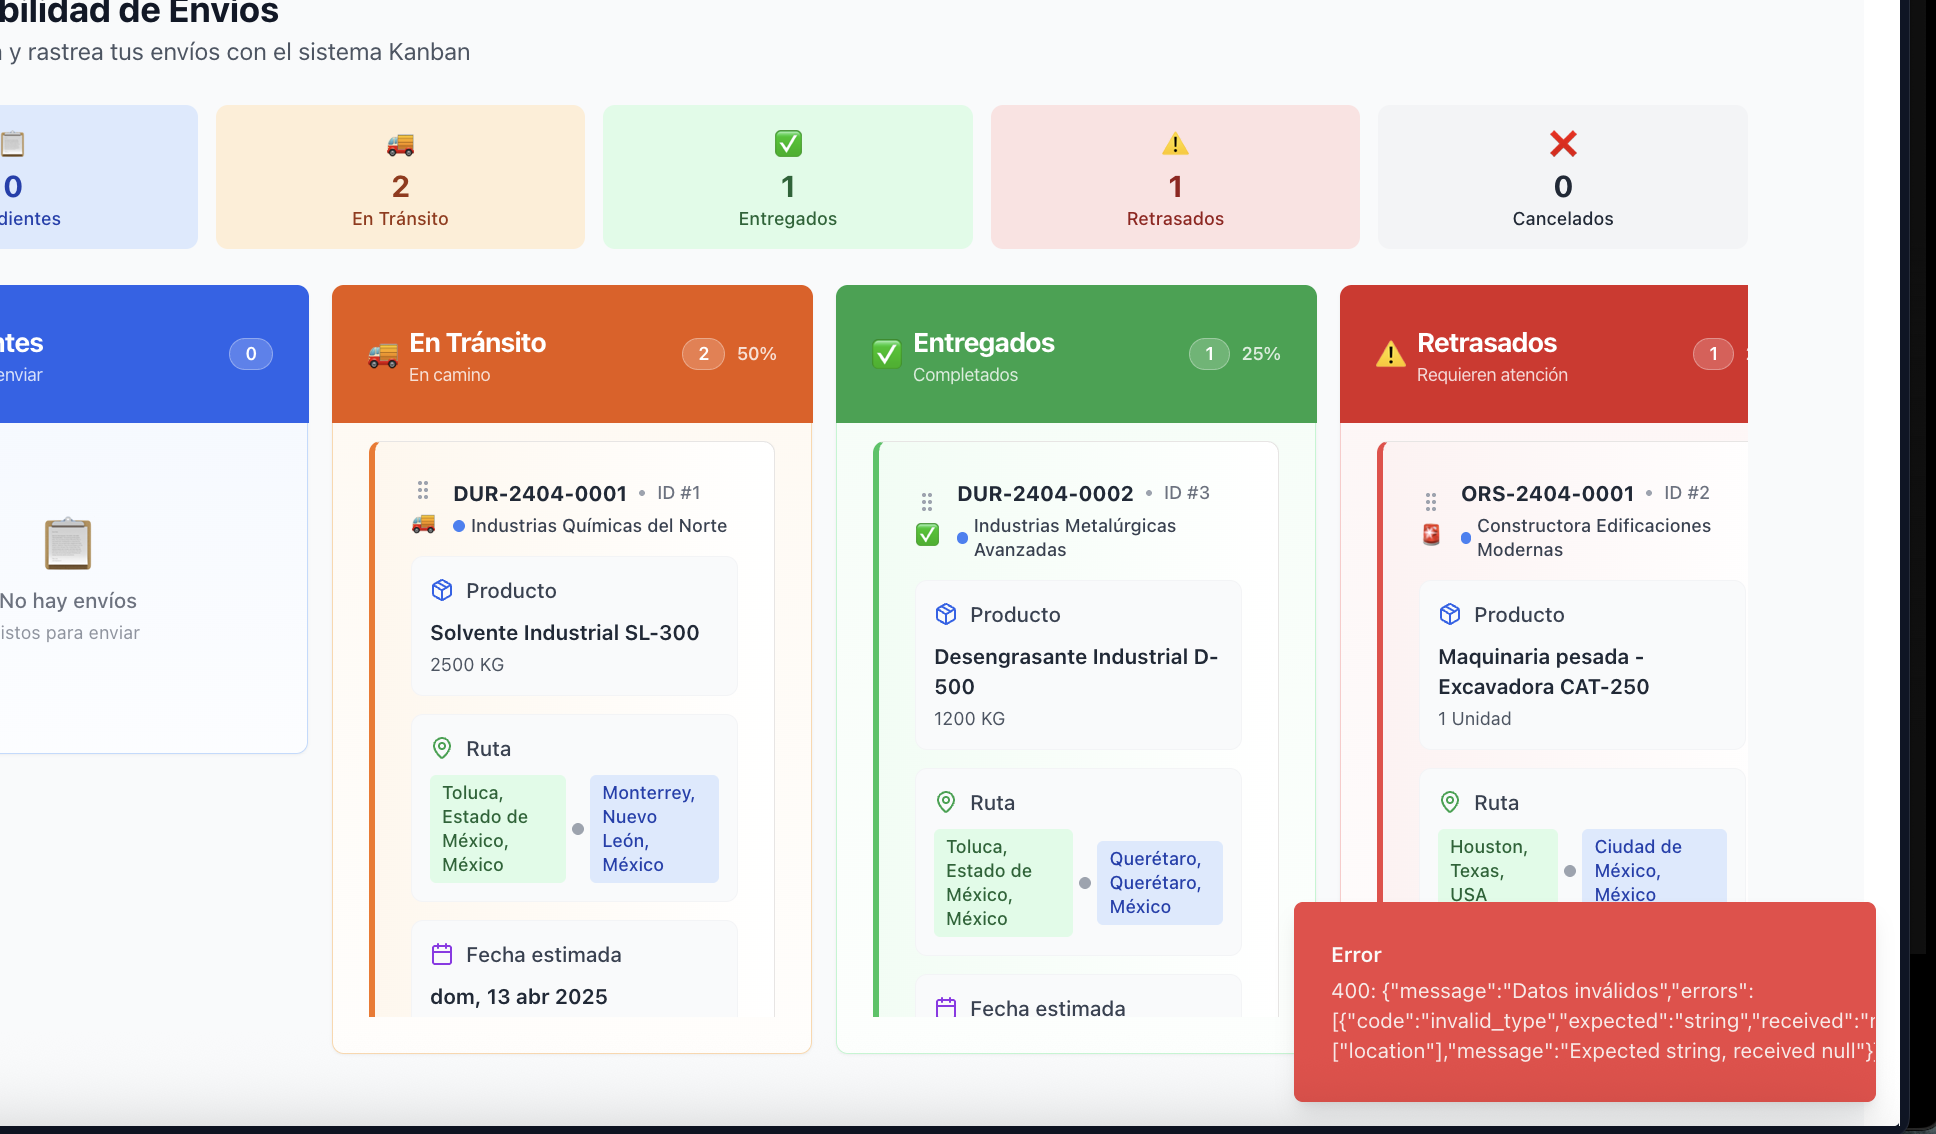 bilidad de Envíos
y rastrea tus envíos con el sistema Kanban
0
dientes
2
En Tránsito
1
Entregados
1
Retrasados
0
Cancelados
ntes
enviar
0
No hay envíos
istos para enviar
En Tránsito
En camino
2 50%
DUR-2404-0001 • ID #1
Industrias Químicas del Norte
Producto
Solvente Industrial SL-300
2500 KG
Ruta
Toluca,
Estado de
México,
México
Monterrey,
Nuevo
León,
México
Fecha estimada
dom, 13 abr 2025
Entregados
Completados
1 25%
DUR-2404-0002 • ID #3
Industrias Metalúrgicas
Avanzadas
Producto
Desengrasante Industrial D-
500
1200 KG
Ruta
Toluca,
Estado de
México,
México
Querétaro,
Querétaro,
México
Fecha estimada
Retrasados
Requieren atención
1
ORS-2404-0001 • ID #2
Constructora Edificaciones
Modernas
Producto
Maquinaria pesada -
Excavadora CAT-250
1 Unidad
Ruta
Houston,
Texas,
USA
Ciudad de
México,
México
Error
400: {"message":"Datos inválidos","errors":
[{"code":"invalid_type","expected":"string","received":"
["location"],"message":"Expected string, received null"}